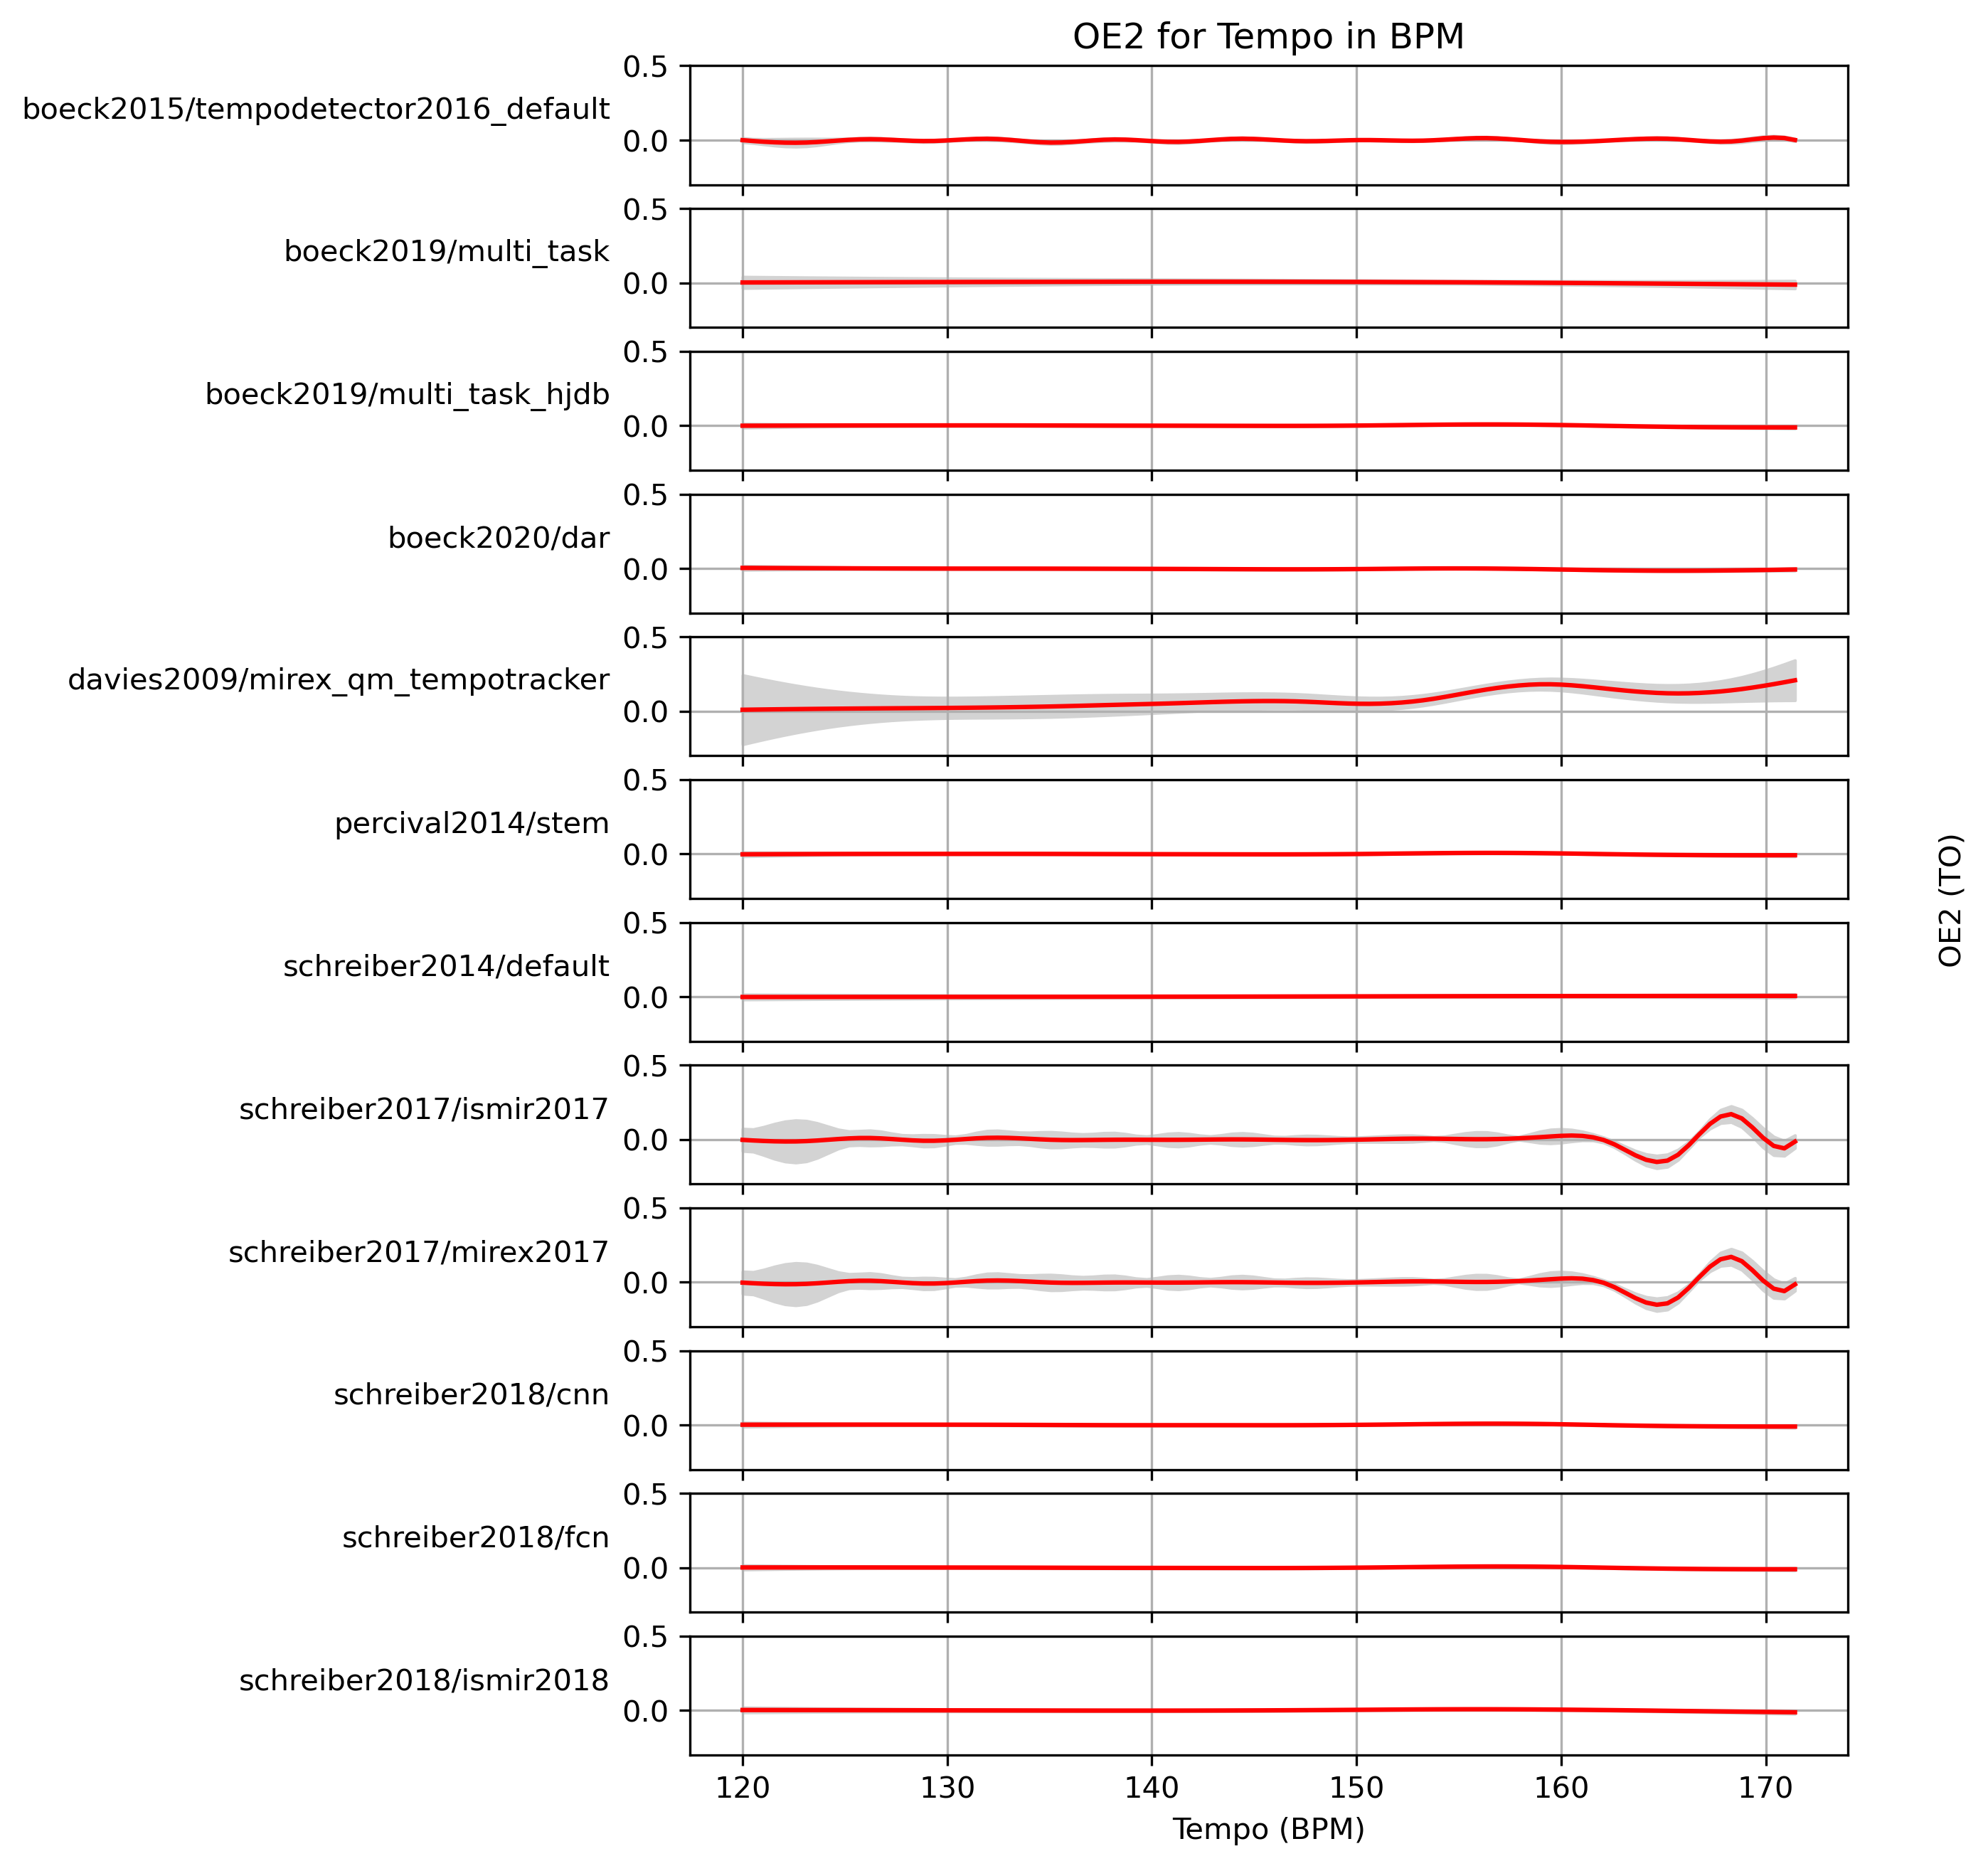 OE2 for Tempo in BPM
boeck2015/tempodetector2016_default
0.5
0.0
boeck2019/multi_task
0.5
0.0
boeck2019/multi_task_hjdb
0.5
0.0
boeck2020/dar
0.5
0.0
davies2009/mirex_qm_tempotracker
0.5
0.0
percival2014/stem
0.5
0.0
schreiber2014/default
0.5
0.0
schreiber2017/ismir2017
0.5
0.0
schreiber2017/mirex2017
0.5
0.0
schreiber2018/cnn
0.5
0.0
schreiber2018/fcn
0.5
0.0
schreiber2018/ismir2018
0.5
0.0
120 130 140 150 160 170
Tempo (BPM)
OE2 (TO)